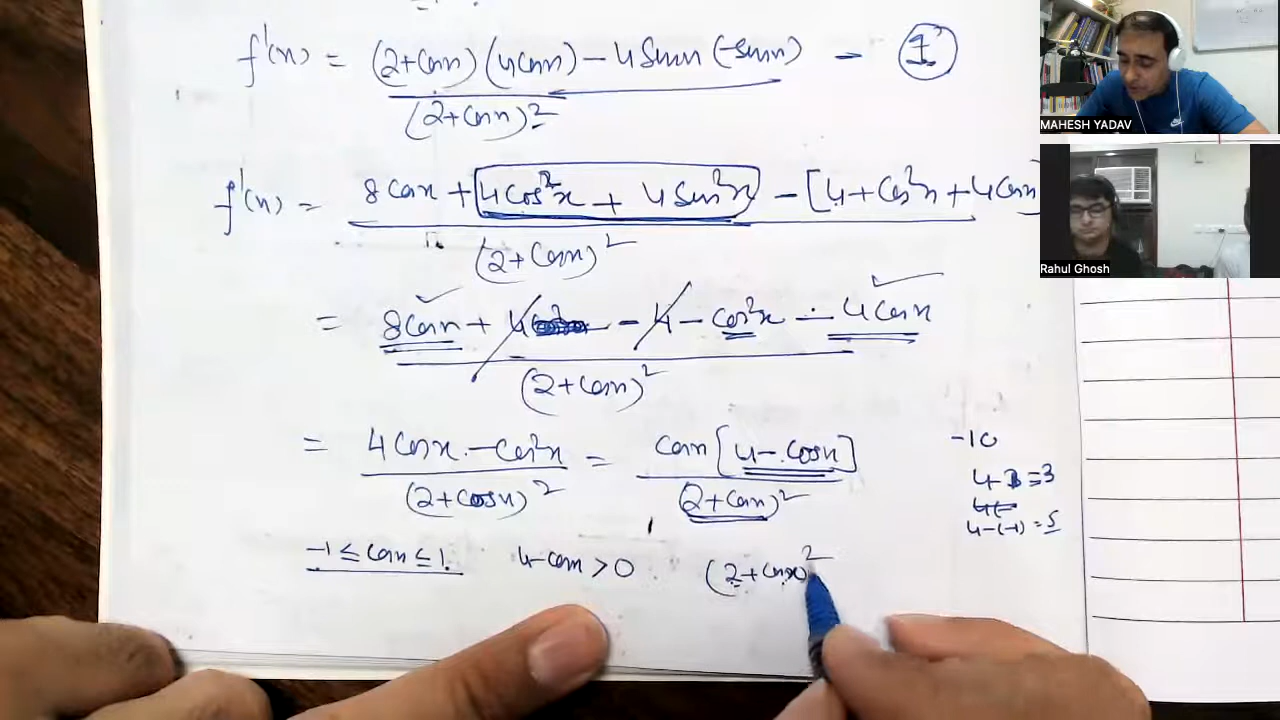 f'(x) = (2+cosx)(4cosx) - 4sinx(-sinx) - 1
(2+cosx)²
f'(x) = 8cosx + 4cos²x + 4sin²x - [4+cos²x+4cosx
(2+cosx)²
= 8cosx + 4 - 4 - cos²x - 4cosx
(2+cosx)²
= 4cosx - cos²x = cosx[4-cosx]
(2+cosx)² (2+cosx)²
-1 ≤ cosx ≤ 1 4-cosx > 0 (2+cosx)²
-10
=3
4-(-1) = 5
MAHESH YADAV
Rahul Ghosh